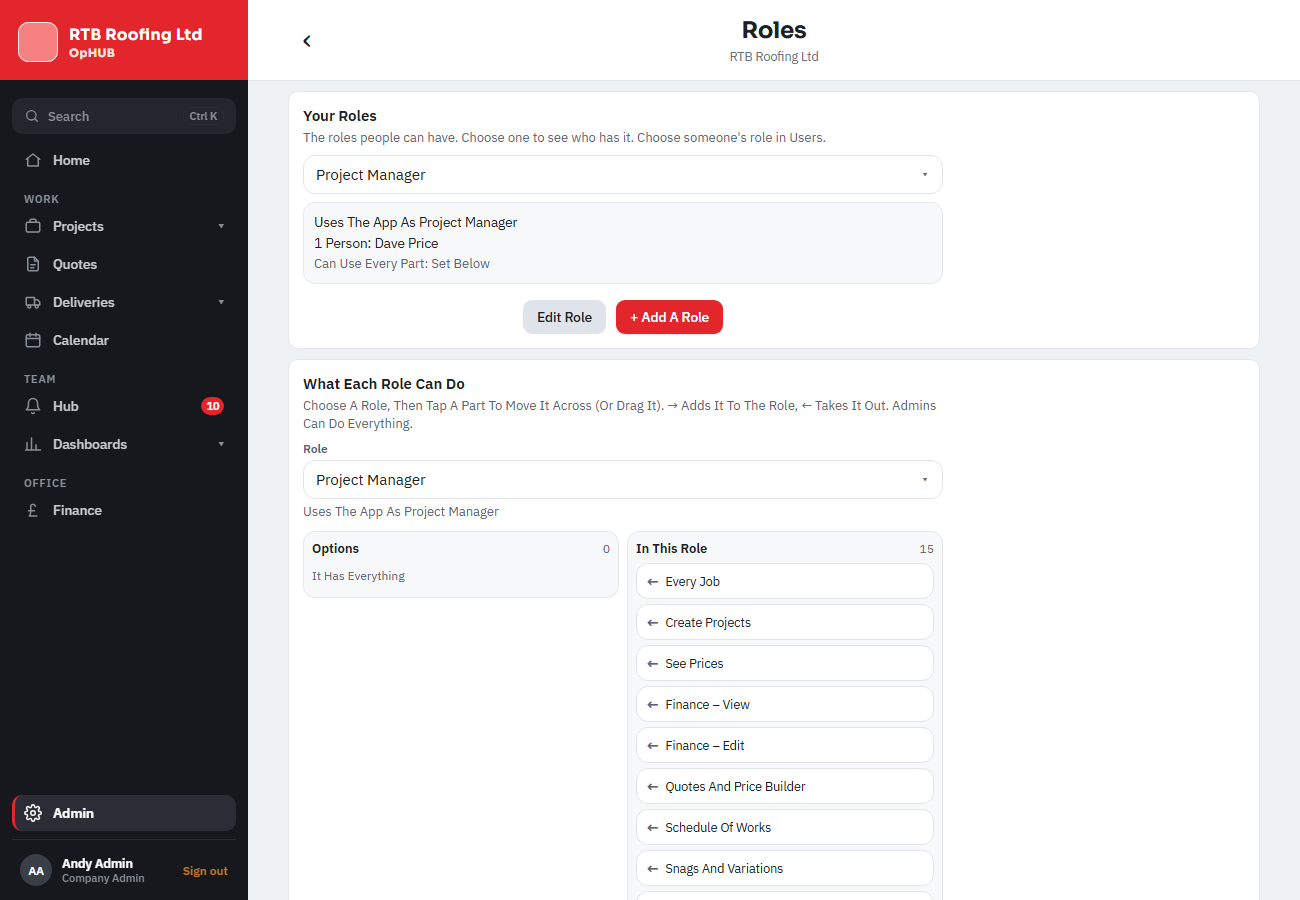 RTB Roofing Ltd
OpHUB
Search
Ctrl K
Home
WORK
Projects
Quotes
Deliveries
Calendar
TEAM
Hub
10
Dashboards
OFFICE
Finance
Admin
AA
Andy Admin
Company Admin
Sign out
Roles
RTB Roofing Ltd
Your Roles
The roles people can have. Choose one to see who has it. Choose someone's role in Users.
Project Manager
Uses The App As Project Manager
1 Person: Dave Price
Can Use Every Part: Set Below
Edit Role
+ Add A Role
What Each Role Can Do
Choose A Role, Then Tap A Part To Move It Across (Or Drag It). → Adds It To The Role, ← Takes It Out. Admins
Can Do Everything.
Role
Project Manager
Uses The App As Project Manager
Options
0
It Has Everything
In This Role
15
← Every Job
← Create Projects
← See Prices
← Finance – View
← Finance – Edit
← Quotes And Price Builder
← Schedule Of Works
← Snags And Variations